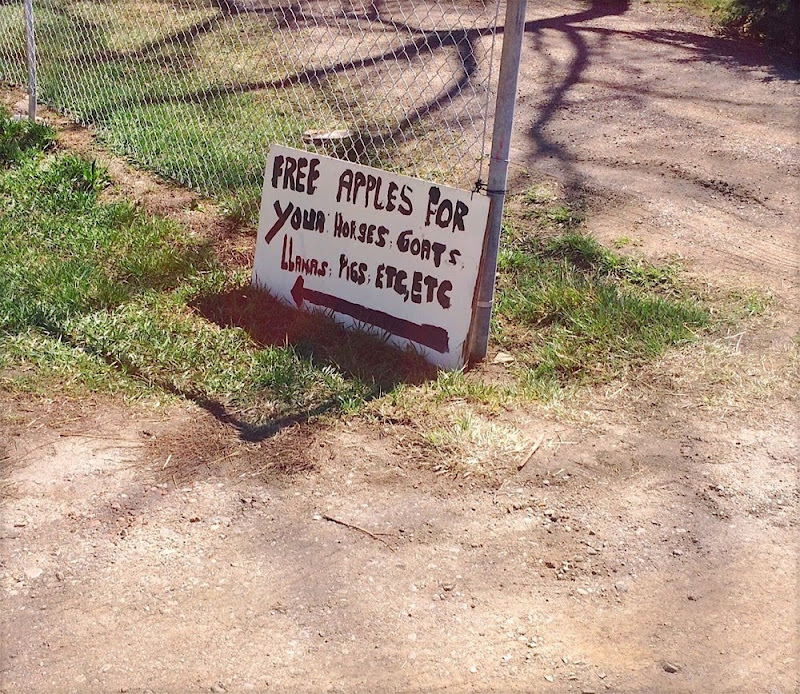 FREE APPLES FOR
YOUR HORSES, GOATS,
LLAMAS, PIGS, ETC, ETC